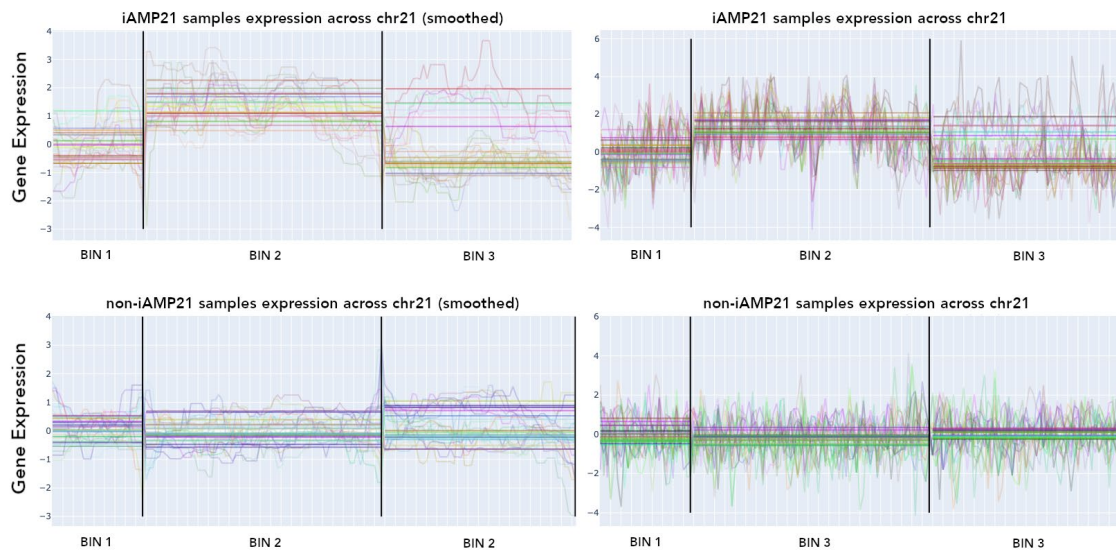 iAMP21 samples expression across chr21 (smoothed)
Gene Expression
4
3
2
1
0
−1
−2
−3
BIN 1
BIN 2
BIN 3
iAMP21 samples expression across chr21
6
4
2
0
−2
−4
BIN 1
BIN 2
BIN 3
non-iAMP21 samples expression across chr21 (smoothed)
Gene Expression
4
3
2
1
0
−1
−2
−3
BIN 1
BIN 2
BIN 2
non-iAMP21 samples expression across chr21
6
4
2
0
−2
−4
BIN 1
BIN 3
BIN 3